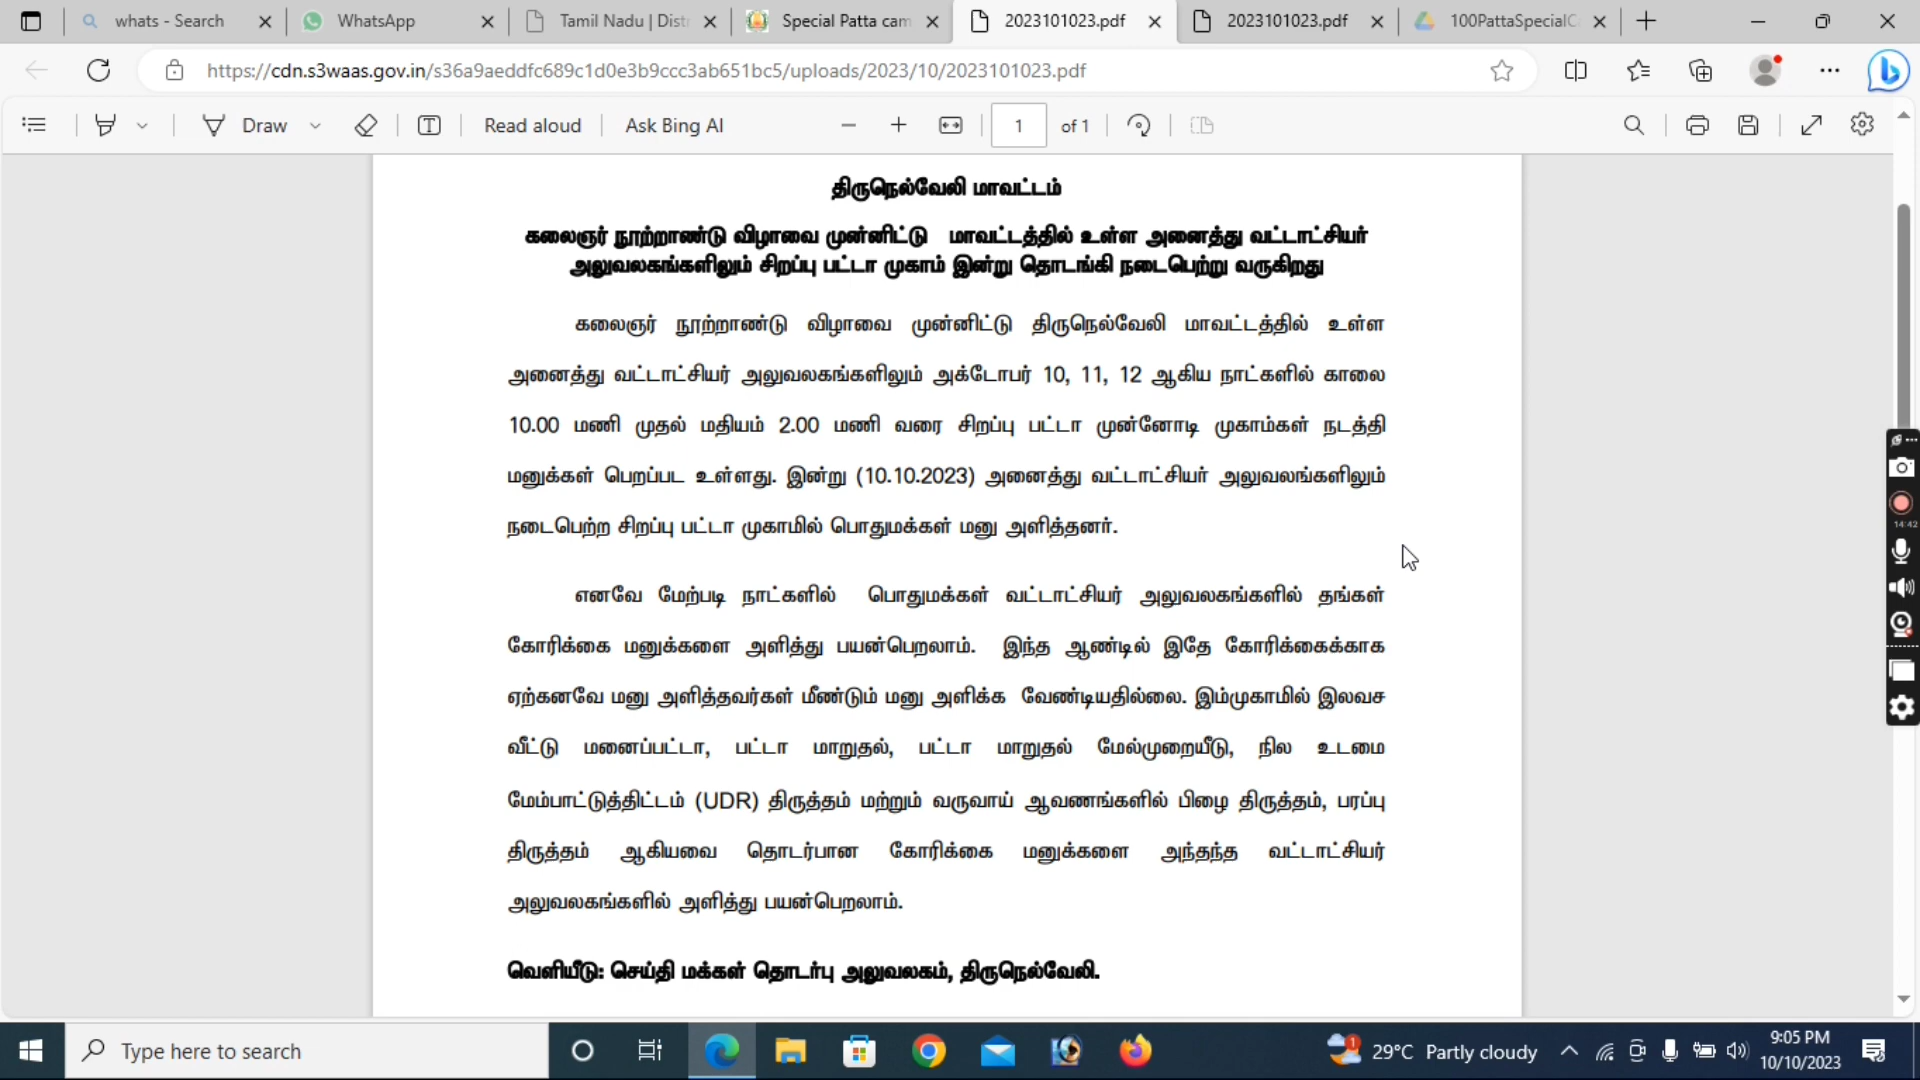 whats - Search
WhatsApp
Tamil Nadu | Dist
Special Patta cam
2023101023.pdf
2023101023.pdf
100PattaSpecialC
https://cdn.s3waas.gov.in/s36a9aeddfc689c1d0e3b9ccc3ab651bc5/uploads/2023/10/2023101023.pdf
Draw
Read aloud
Ask Bing AI
1 of 1
திருநெல்வேலி மாவட்டம்
கலைஞர் நூற்றாண்டு விழாவை முன்னிட்டு மாவட்டத்தில் உள்ள அனைத்து வட்டாட்சியர்
அலுவலகங்களிலும் சிறப்பு பட்டா முகாம் இன்று தொடங்கி நடைபெற்று வருகிறது
கலைஞர் நூற்றாண்டு விழாவை முன்னிட்டு திருநெல்வேலி மாவட்டத்தில் உள்ள
அனைத்து வட்டாட்சியர் அலுவலகங்களிலும் அக்டோபர் 10, 11, 12 ஆகிய நாட்களில் காலை
10.00 மணி முதல் மதியம் 2.00 மணி வரை சிறப்பு பட்டா முன்னோடி முகாம்கள் நடத்தி
மனுக்கள் பெறப்பட உள்ளது. இன்று (10.10.2023) அனைத்து வட்டாட்சியர் அலுவலங்களிலும்
நடைபெற்ற சிறப்பு பட்டா முகாமில் பொதுமக்கள் மனு அளித்தனர்.
எனவே மேற்படி நாட்களில் பொதுமக்கள் வட்டாட்சியர் அலுவலகங்களில் தங்கள்
கோரிக்கை மனுக்களை அளித்து பயன்பெறலாம். இந்த ஆண்டில் இதே கோரிக்கைக்காக
ஏற்கனவே மனு அளித்தவர்கள் மீண்டும் மனு அளிக்க வேண்டியதில்லை. இம்முகாமில் இலவச
வீட்டு மனைப்பட்டா, பட்டா மாறுதல், பட்டா மாறுதல் மேல்முறையீடு, நில உடமை
மேம்பாட்டுத்திட்டம் (UDR) திருத்தம் மற்றும் வருவாய் ஆவணங்களில் பிழை திருத்தம், பரப்பு
திருத்தம் ஆகியவை தொடர்பான கோரிக்கை மனுக்களை அந்தந்த வட்டாட்சியர்
அலுவலகங்களில் அளித்து பயன்பெறலாம்.
வெளியீடு: செய்தி மக்கள் தொடர்பு அலுவலகம், திருநெல்வேலி.
14:42
Type here to search
29°C Partly cloudy
9:05 PM
10/10/2023